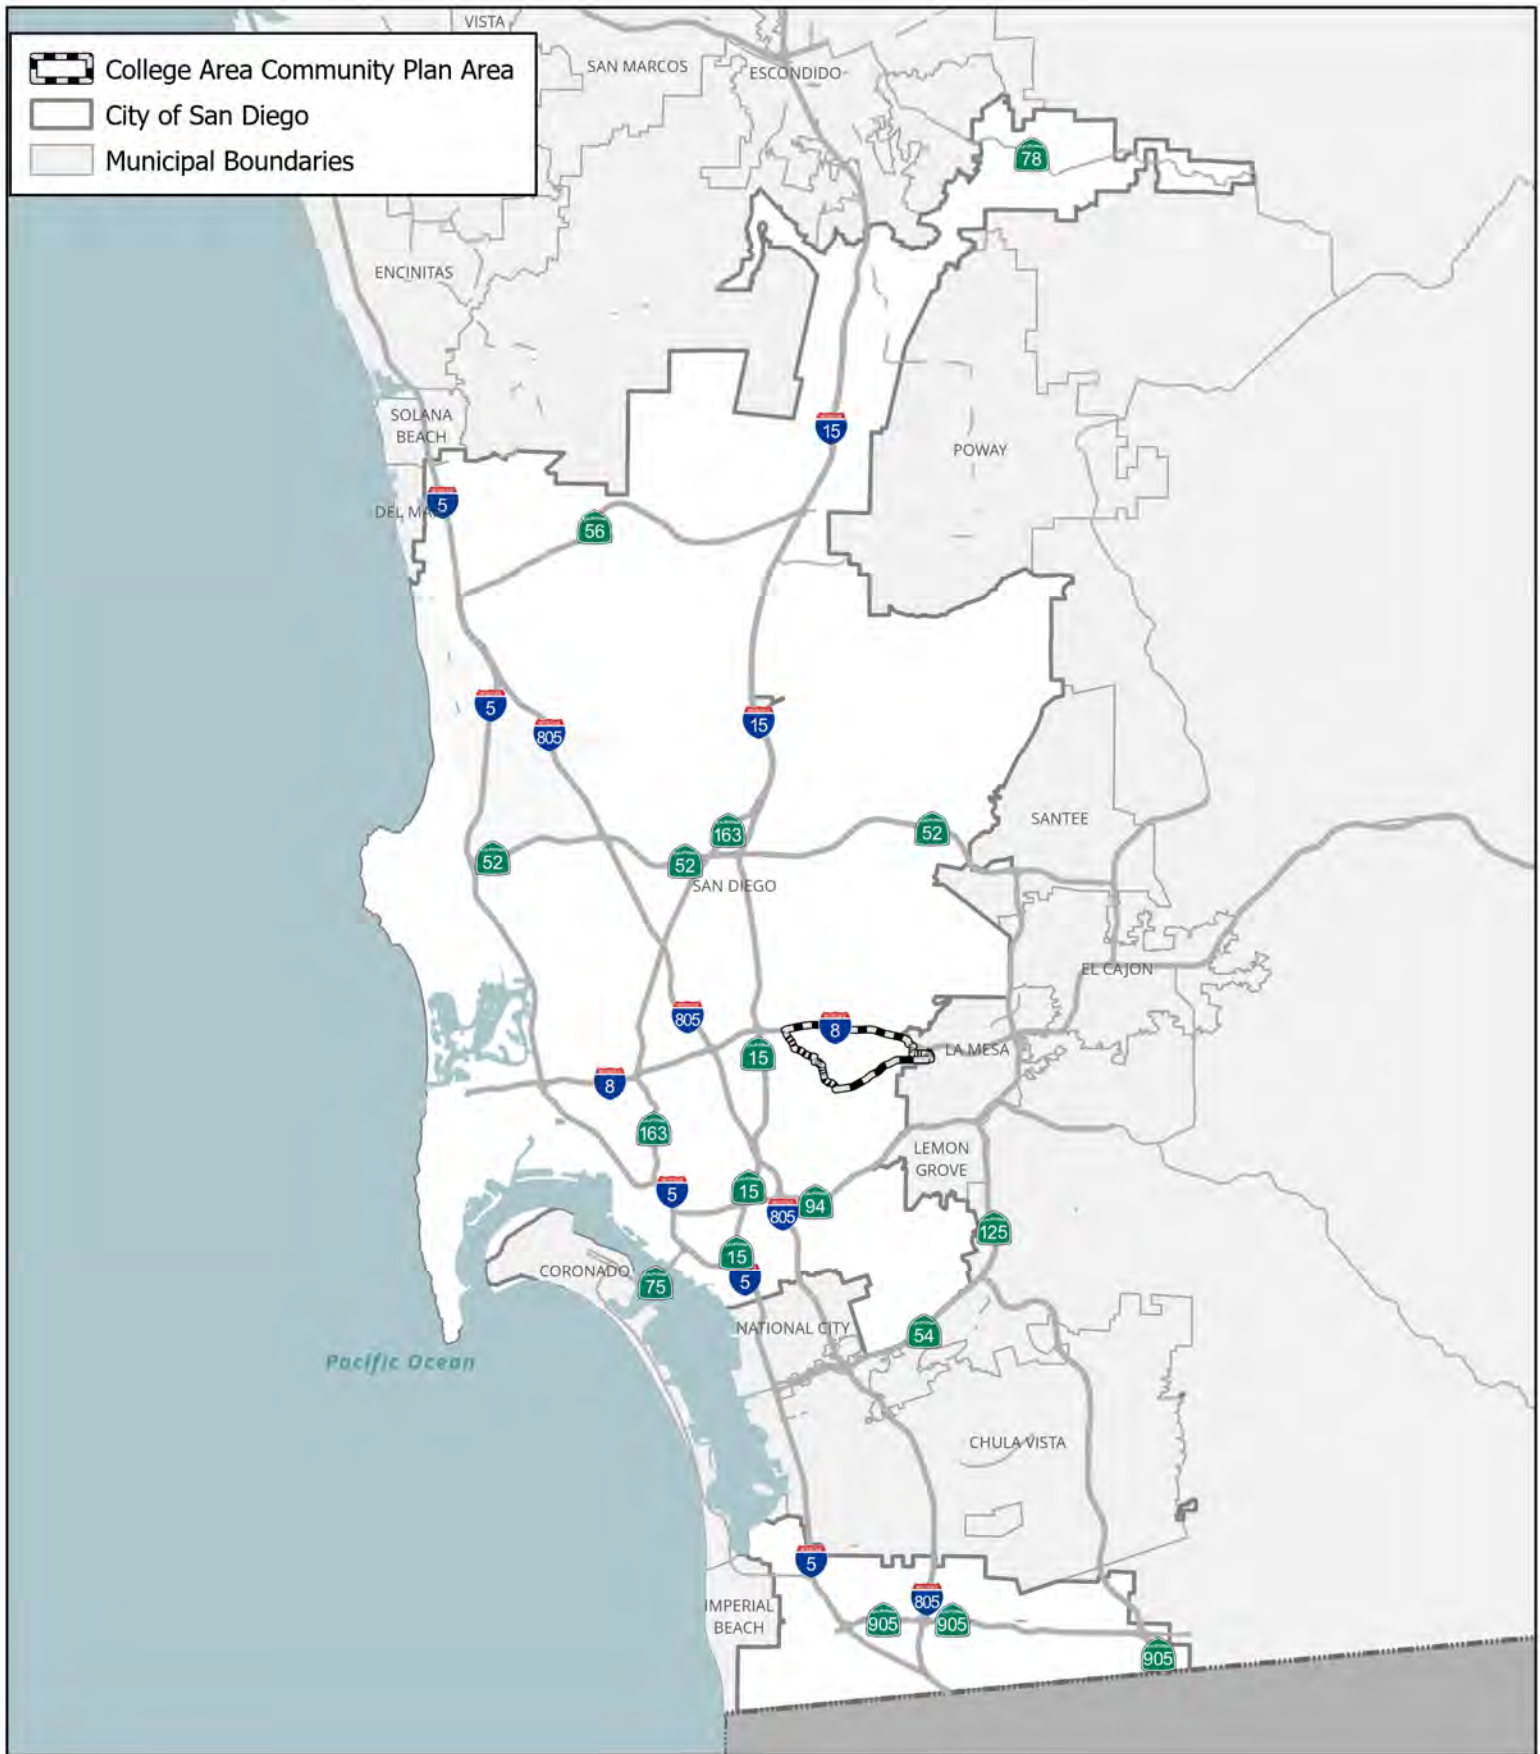 VISTA
College Area Community Plan Area
City of San Diego
Municipal Boundaries
SAN MARCOS
ESCONDIDO
78
ENCINITAS
SOLANA
BEACH
15
POWAY
5
DEL MA
56
5
805
15
163
52
SANTEE
52
52
SAN DIEGO
EL CAJON
805
8
15
LA MESA
8
163
LEMON
GROVE
15
5
94
805
125
15
CORONADO
75
5
NATIONAL CITY
54
Pacific Ocean
CHULA VISTA
5
805
IMPERIAL
BEACH
905
905
905